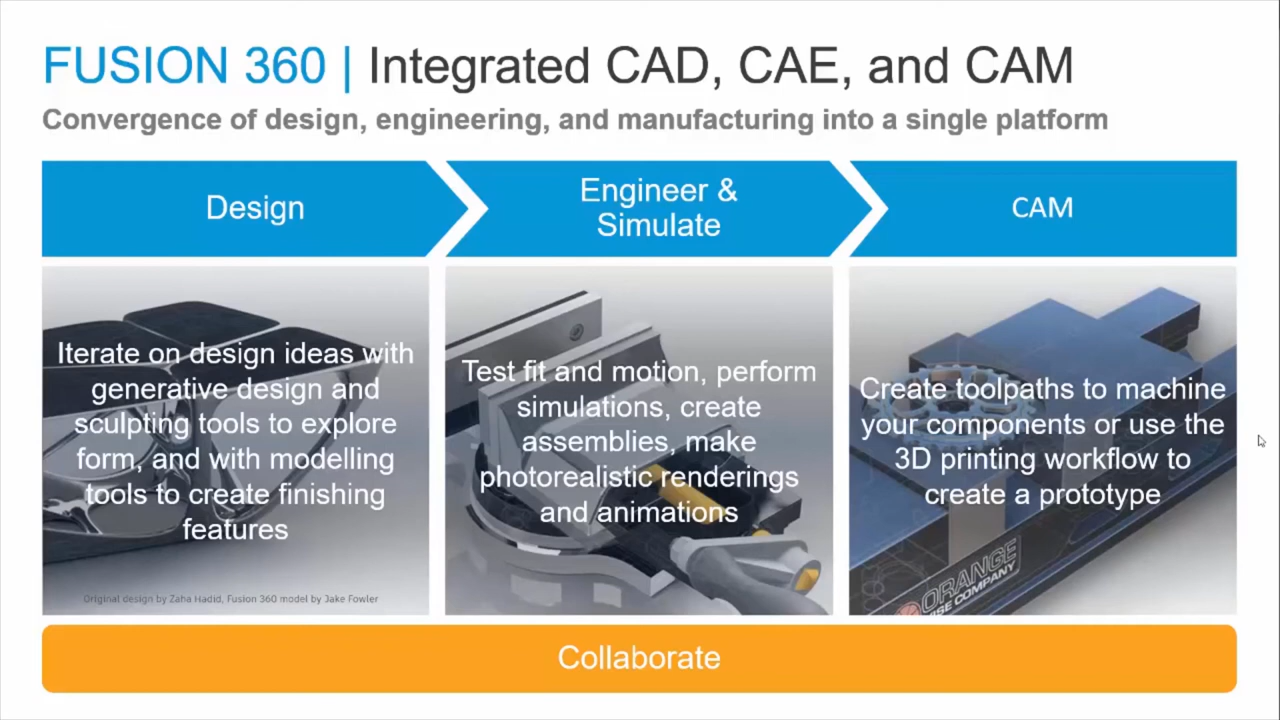 FUSION 360 | Integrated CAD, CAE, and CAM
Convergence of design, engineering, and manufacturing into a single platform
Design
Engineer &
Simulate
CAM
Iterate on design ideas with
generative design and
sculpting tools to explore
form, and with modelling
tools to create finishing
features
Original design by Zaha Hadid, Fusion 360 model by Jake Fowler
Test fit and motion, perform
simulations, create
assemblies, make
photorealistic renderings
and animations
Create toolpaths to machine
your components or use the
3D printing workflow to
create a prototype
ORANGE
COMPANY
Collaborate